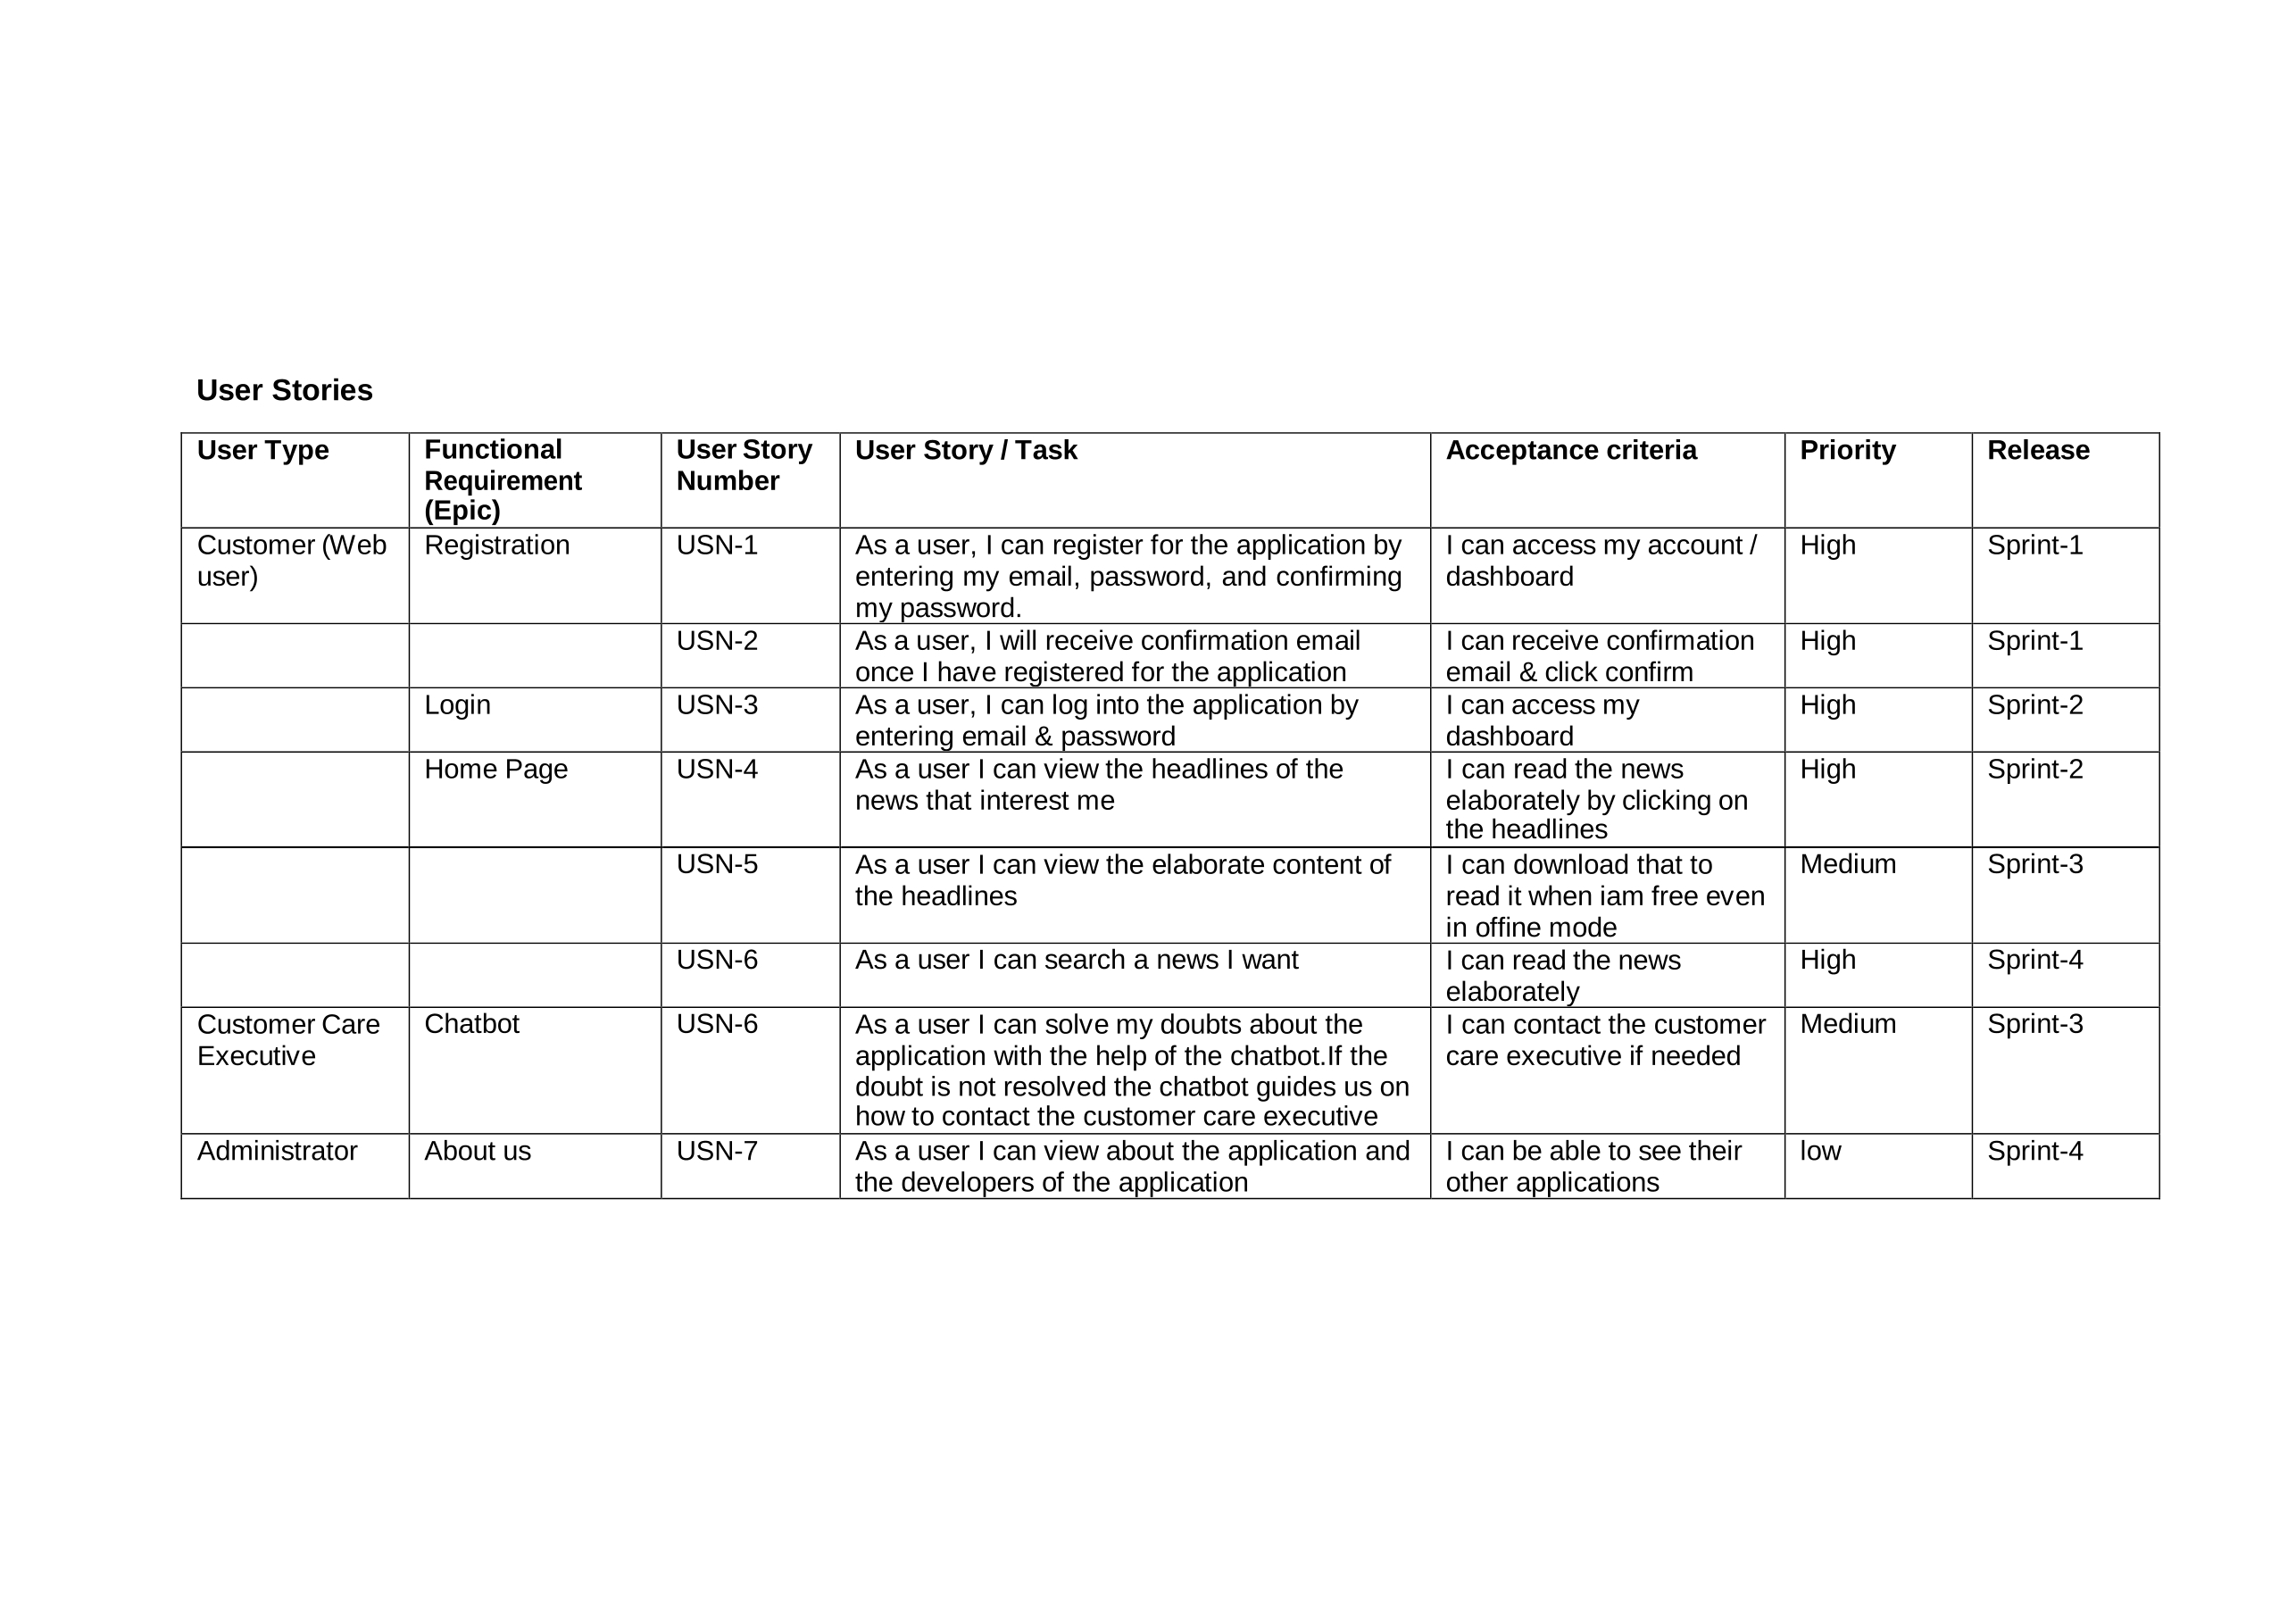 User Stories
User Type
Functional
Requirement
(Epic)
User Story
Number
User Story / Task
Acceptance criteria
Priority
Release
Customer (Web
user)
Registration
USN-1
As a user, I can register for the application by
entering my email, password, and confirming
my password.
I can access my account /
dashboard
High
Sprint-1
USN-2
As a user, I will receive confirmation email
once I have registered for the application
I can receive confirmation
email & click confirm
High
Sprint-1
Login
USN-3
As a user, I can log into the application by
entering email & password
I can access my
dashboard
High
Sprint-2
Home Page
USN-4
As a user I can view the headlines of the
news that interest me
I can read the news
elaborately by clicking on
the headlines
High
Sprint-2
USN-5
As a user I can view the elaborate content of
the headlines
I can download that to
read it when iam free even
in offine mode
Medium
Sprint-3
USN-6
As a user I can search a news I want
I can read the news
elaborately
High
Sprint-4
Customer Care
Executive
Chatbot
USN-6
As a user I can solve my doubts about the
application with the help of the chatbot.If the
doubt is not resolved the chatbot guides us on
how to contact the customer care executive
I can contact the customer
care executive if needed
Medium
Sprint-3
Administrator
About us
USN-7
As a user I can view about the application and
the developers of the application
I can be able to see their
other applications
low
Sprint-4